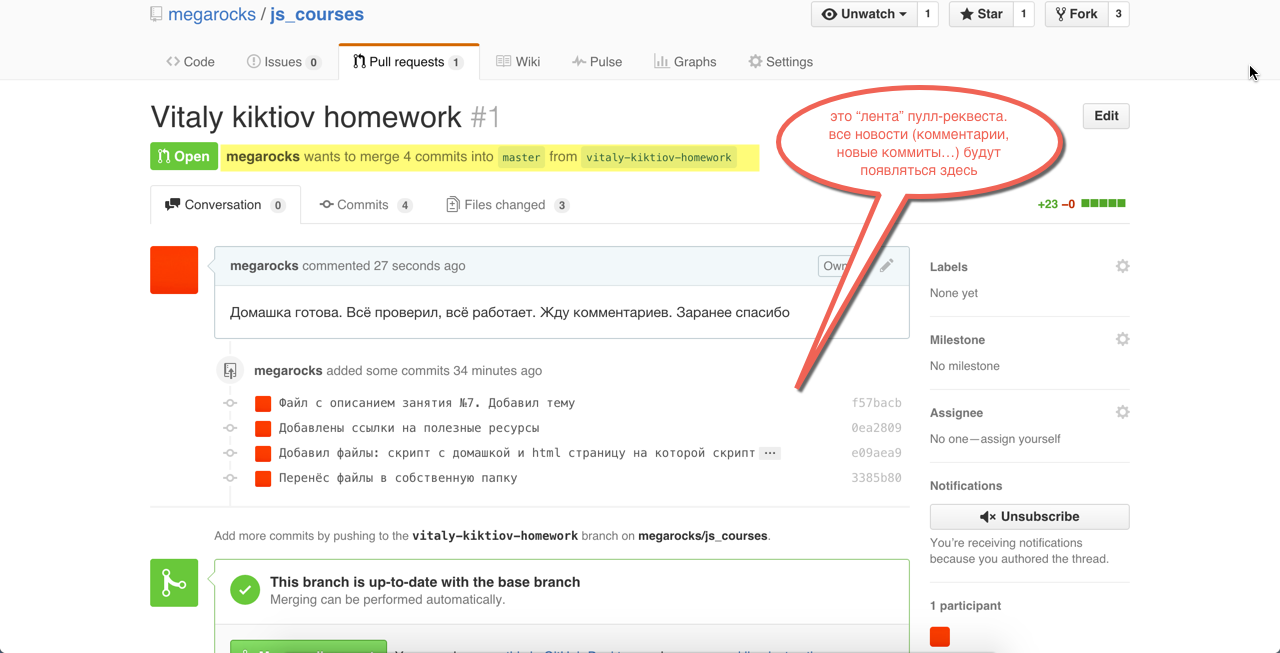 megarocks / js_courses
Unwatch 1 Star 1 Fork 3
Code Issues 0 Pull requests 1 Wiki Pulse Graphs Settings
Vitaly kiktiov homework #1
Edit
это “лента” пулл-реквеста.
все новости (комментарии,
новые коммиты...) будут
появляться здесь
Open megarocks wants to merge 4 commits into master from vitaly-kiktiov-homework
Conversation 0 Commits 4 Files changed 3
+23 −0
megarocks commented 27 seconds ago
Домашка готова. Всё проверил, всё работает. Жду комментариев. Заранее спасибо
megarocks added some commits 34 minutes ago
Файл с описанием занятия №7. Добавил тему f57bacb
Добавлены ссылки на полезные ресурсы 0ea2809
Добавил файлы: скрипт с домашкой и html страницу на которой скрипт ... e09aea9
Перенёс файлы в собственную папку 3385b80
Add more commits by pushing to the vitaly-kiktiov-homework branch on megarocks/js_courses.
This branch is up-to-date with the base branch
Merging can be performed automatically.
Labels
None yet
Milestone
No milestone
Assignee
No one—assign yourself
Notifications
Unsubscribe
You’re receiving notifications
because you authored the thread.
1 participant